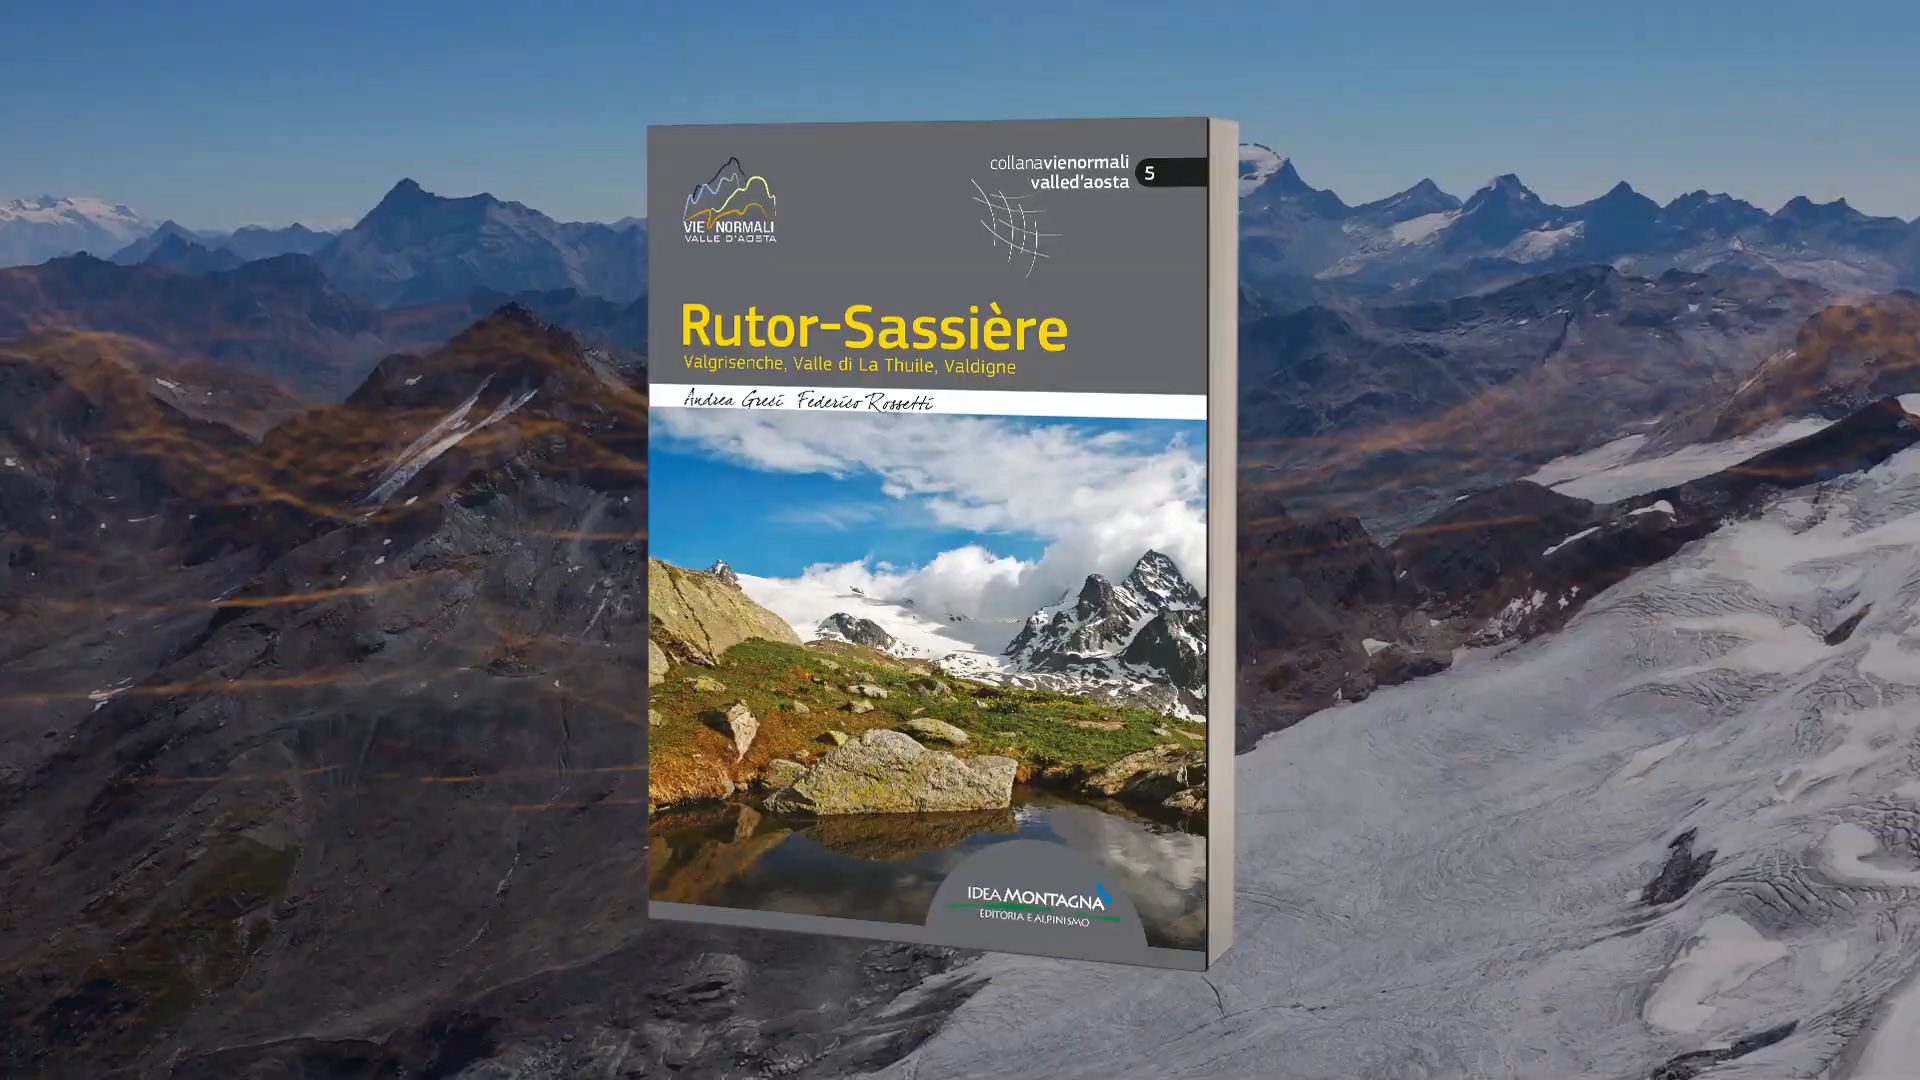 VIE NORMALI
VALLE D'AOSTA
collanavienormali
valled'aosta
5
Rutor-Sassière
Valgrisenche, Valle di La Thuile, Valdigne
Andrea Greci Federico Rossetti
IDEA MONTAGNA
EDITORIA E ALPINISMO